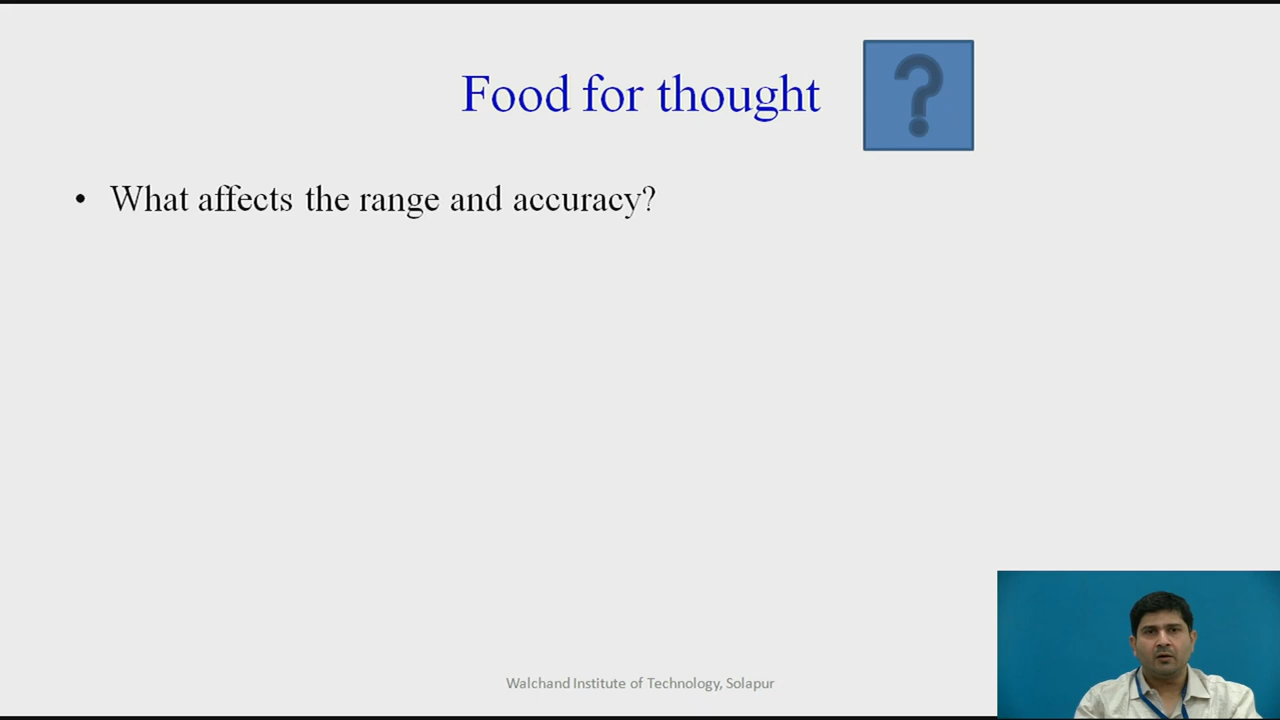 Food for thought
?
• What affects the range and accuracy?
Walchand Institute of Technology, Solapur